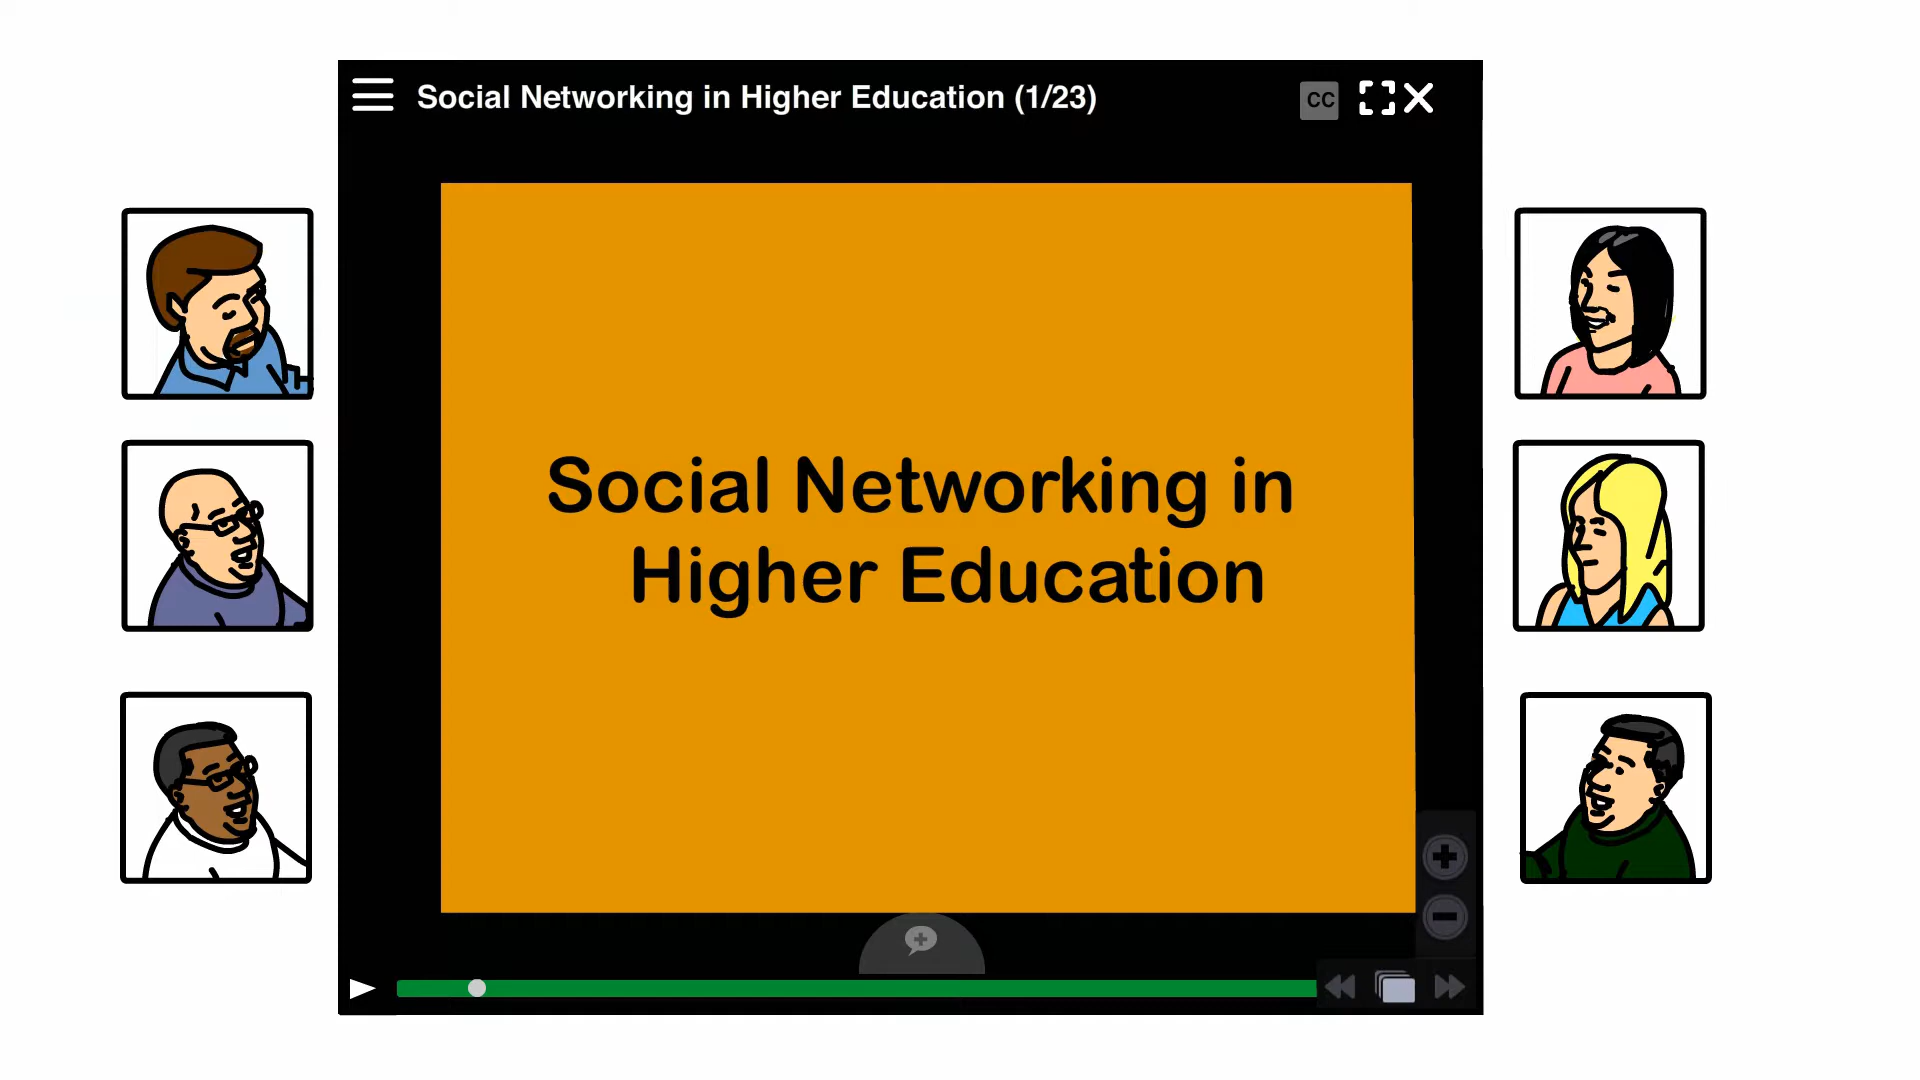 Social Networking in Higher Education (1/23)
CC
Social Networking in
Higher Education